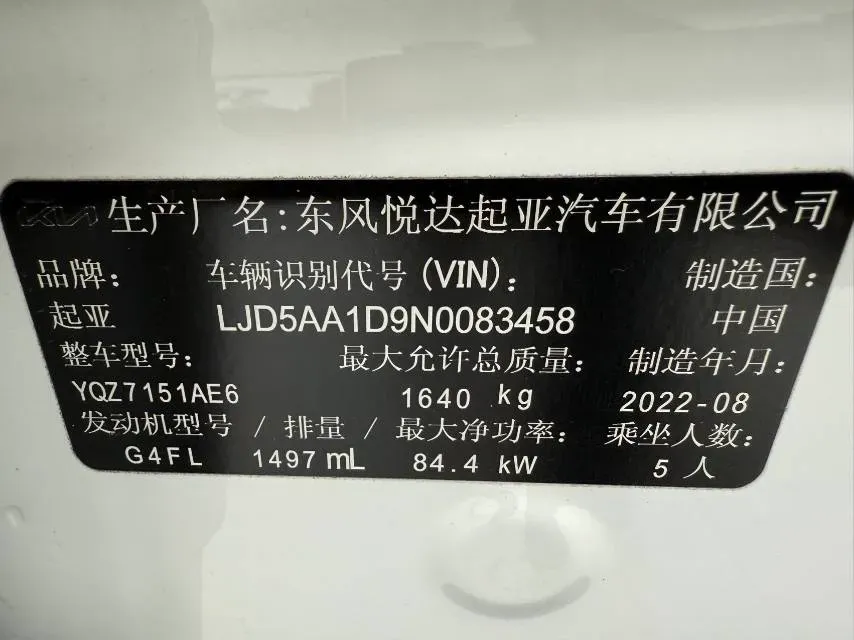 KIA 生产厂名:东风悦达起亚汽车有限公司
品牌: 车辆识别代号(VIN): 制造国:
起亚 LJD5AA1D9N0083458 中国
整车型号: 最大允许总质量: 制造年月:
YQZ7151AE6 1640 kg 2022-08
发动机型号 / 排量 / 最大净功率: 乘坐人数:
G4FL 1497 mL 84.4 kW 5 人